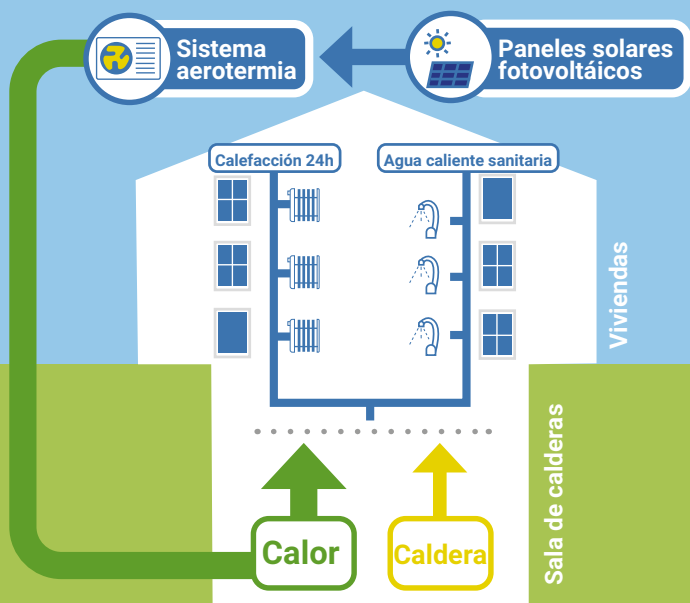 Sistema
aerotermia
Paneles solares
fotovoltáicos
Calefacción 24h
Agua caliente sanitaria
Viviendas
Sala de calderas
Calor
Caldera